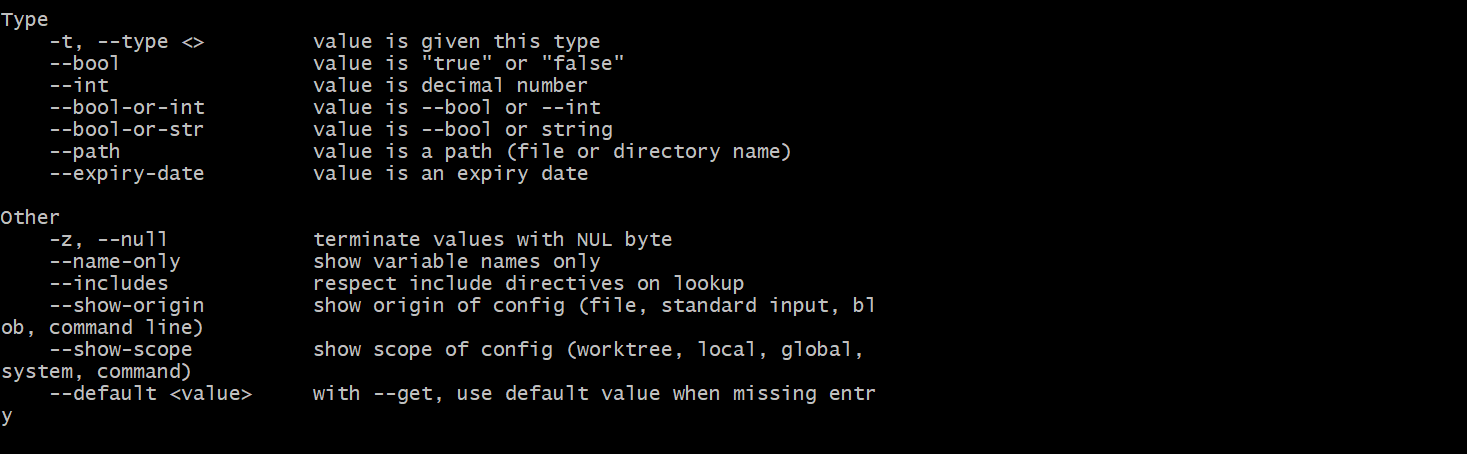 Type
    -t, --type <>         value is given this type
    --bool                value is "true" or "false"
    --int                 value is decimal number
    --bool-or-int         value is --bool or --int
    --bool-or-str         value is --bool or string
    --path                value is a path (file or directory name)
    --expiry-date         value is an expiry date

Other
    -z, --null            terminate values with NUL byte
    --name-only           show variable names only
    --includes            respect include directives on lookup
    --show-origin         show origin of config (file, standard input, bl
ob, command line)
    --show-scope          show scope of config (worktree, local, global,
system, command)
    --default <value>     with --get, use default value when missing entr
y